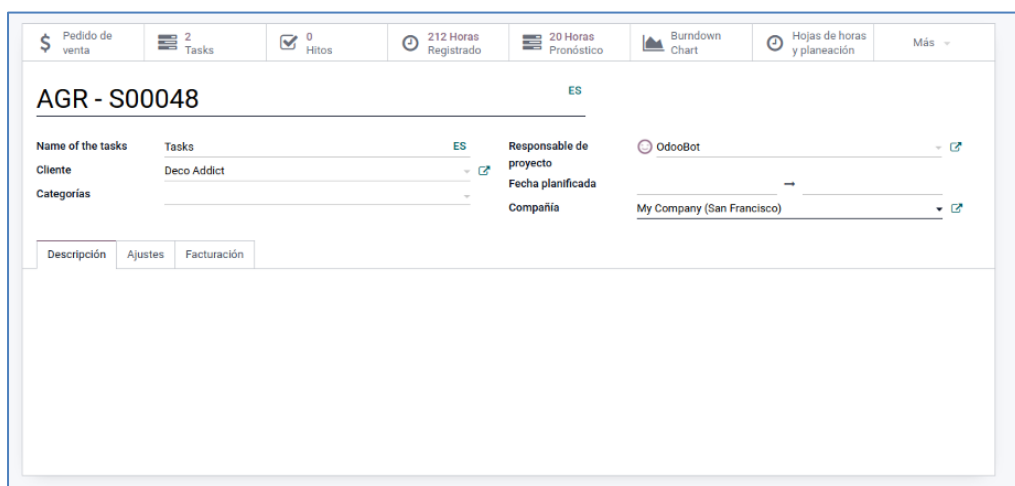 Pedido de venta
2 Tasks
0 Hitos
212 Horas Registrado
20 Horas Pronóstico
Burndown Chart
Hojas de horas y planeación
Más
AGR - S00048 ES
Name of the tasks Tasks ES
Cliente Deco Addict
Categorías
Responsable de proyecto OdooBot
Fecha planificada
Compañía My Company (San Francisco)
Descripción Ajustes Facturación